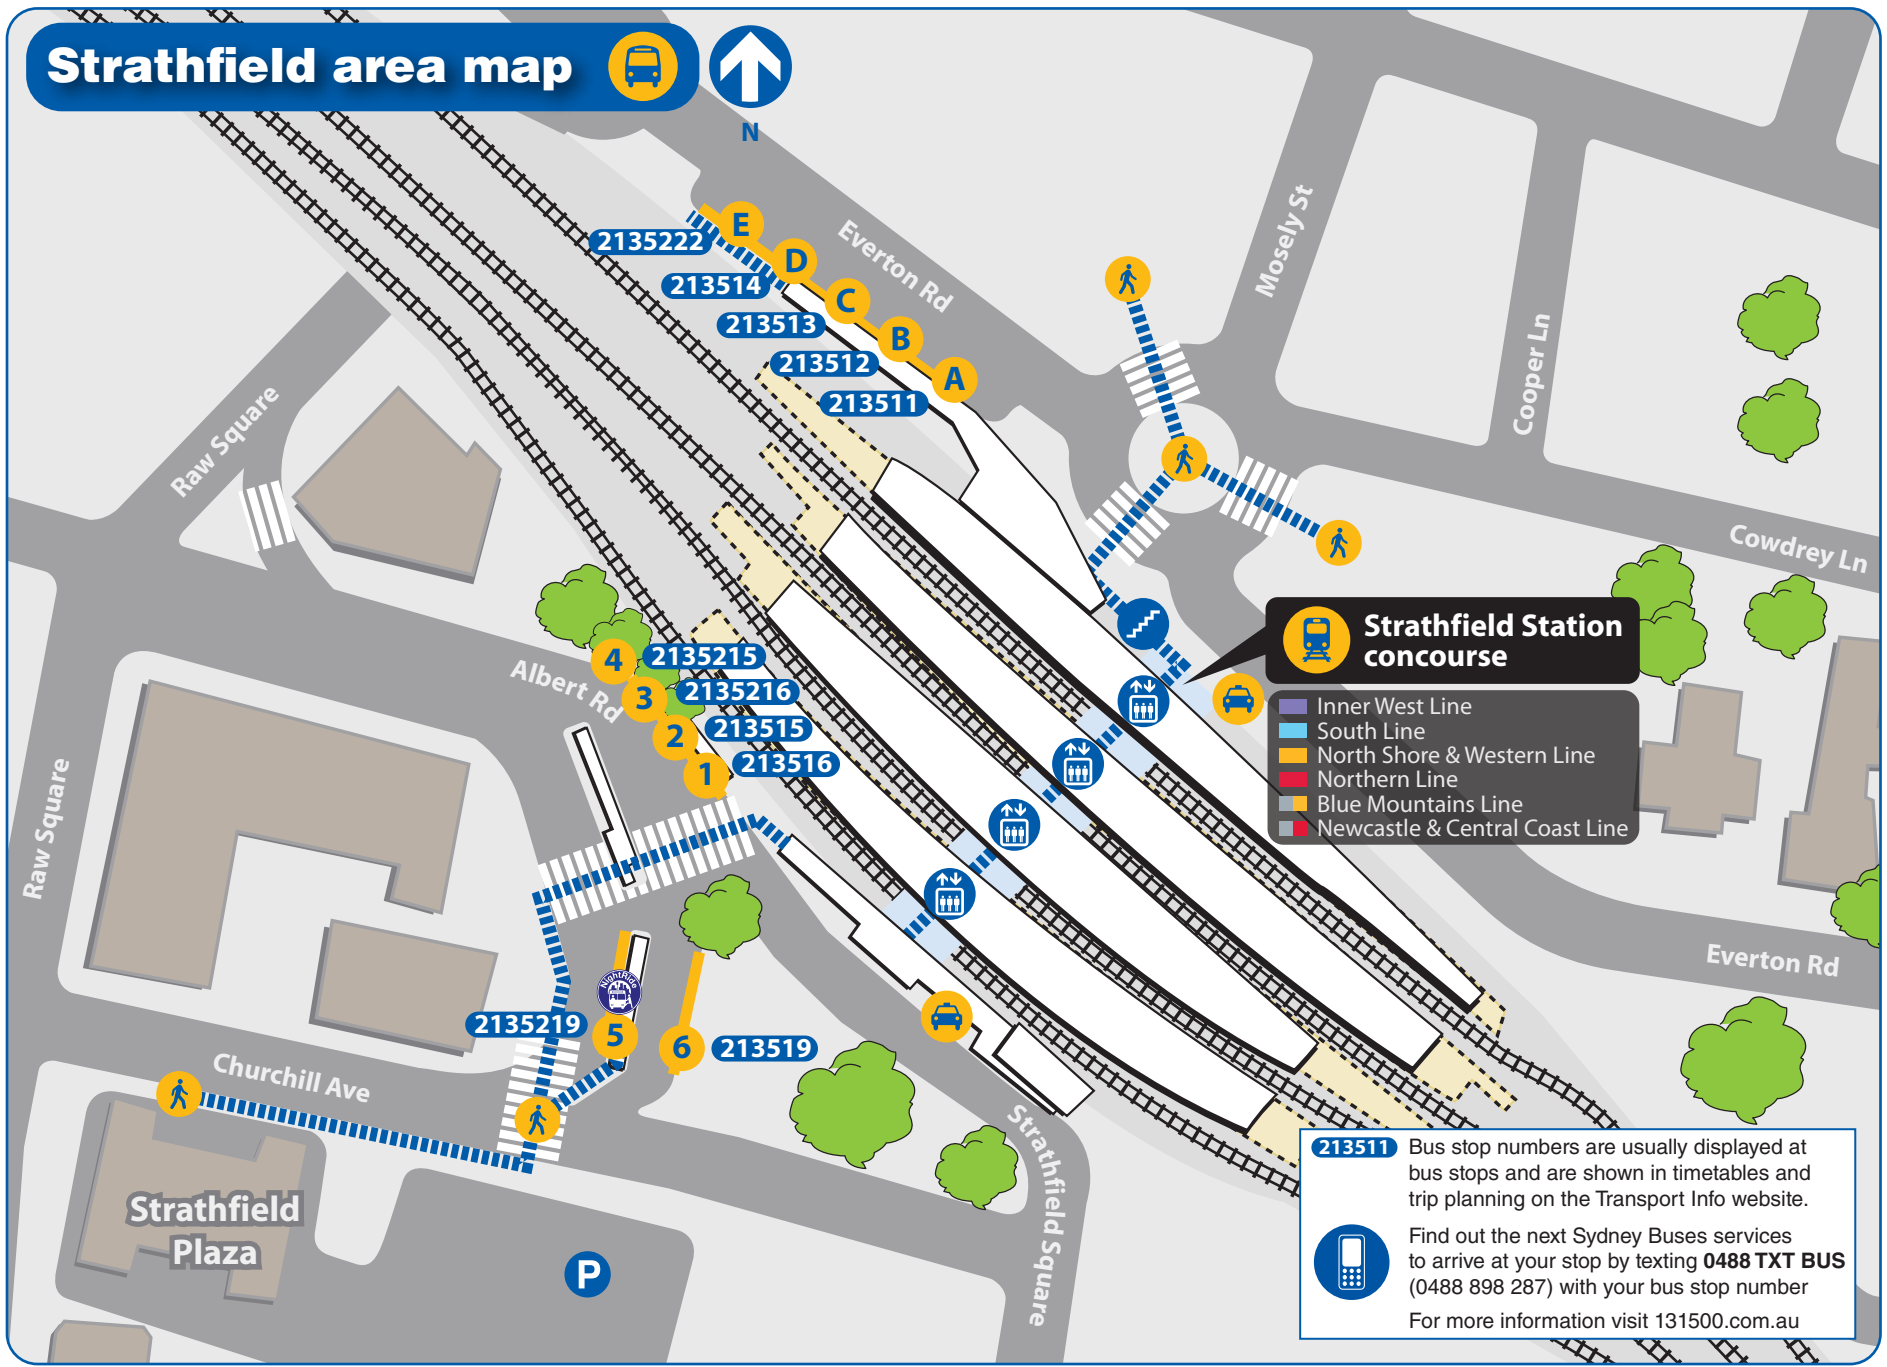 Strathfield area map
N
E
2135222
D
213514
C
213513
B
213512
A
213511
Everton Rd
Mosely St
Cooper Ln
Cowdrey Ln
Raw Square
Strathfield Station
concourse
Inner West Line
South Line
North Shore & Western Line
Northern Line
Blue Mountains Line
Newcastle & Central Coast Line
4
2135215
3
2135216
2
213515
1
213516
Albert Rd
Raw Square
Everton Rd
NightRide
2135219
5
6
213519
Churchill Ave
Strathfield
Plaza
P
Strathfield Square
213511
Bus stop numbers are usually displayed at
bus stops and are shown in timetables and
trip planning on the Transport Info website.
Find out the next Sydney Buses services
to arrive at your stop by texting 0488 TXT BUS
(0488 898 287) with your bus stop number
For more information visit 131500.com.au